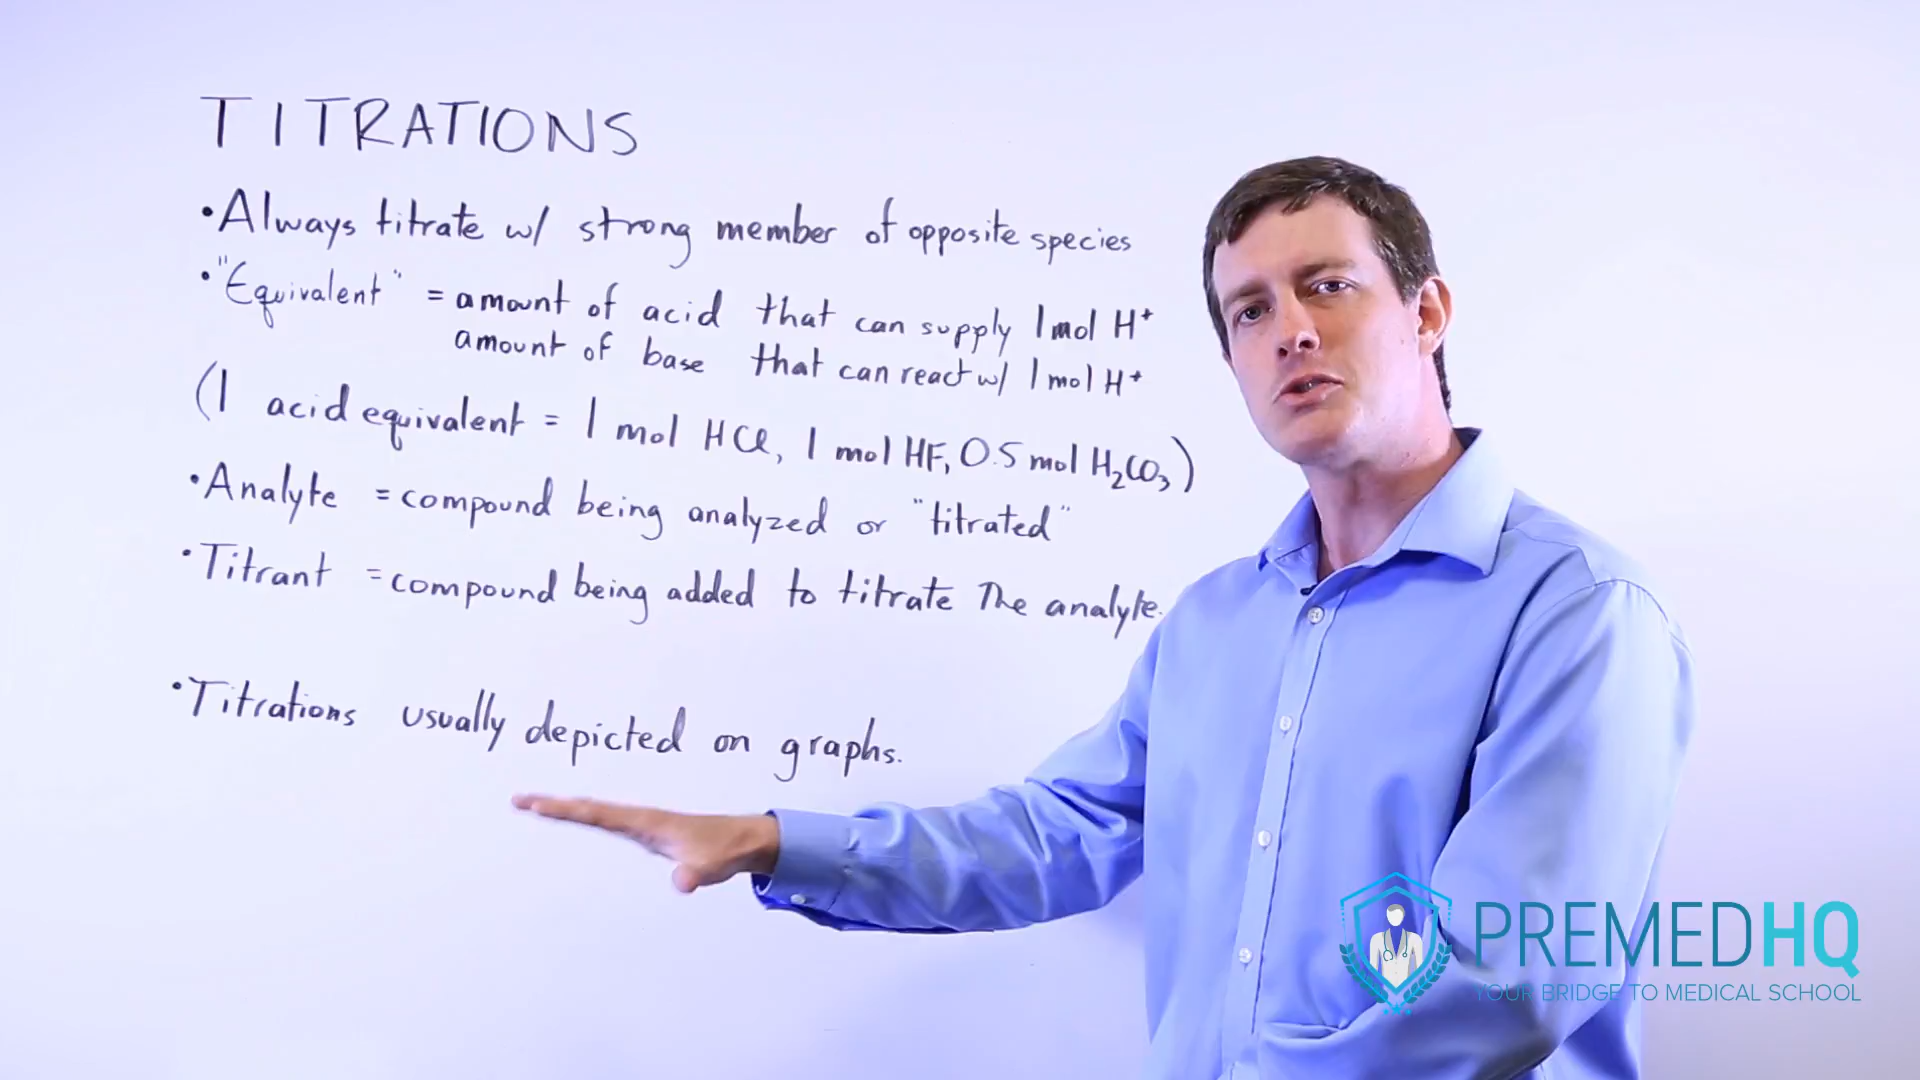 TITRATIONS
• Always titrate w/ strong member of opposite species
• "Equivalent" = amount of acid that can supply 1 mol H⁺
amount of base that can react w/ 1 mol H⁺
(1 acid equivalent = 1 mol HCl, 1 mol HF, 0.5 mol H₂CO₃)
• Analyte = compound being analyzed or "titrated"
• Titrant = compound being added to titrate The analyte.
• Titrations usually depicted on graphs.
PREMEDHQ
YOUR BRIDGE TO MEDICAL SCHOOL